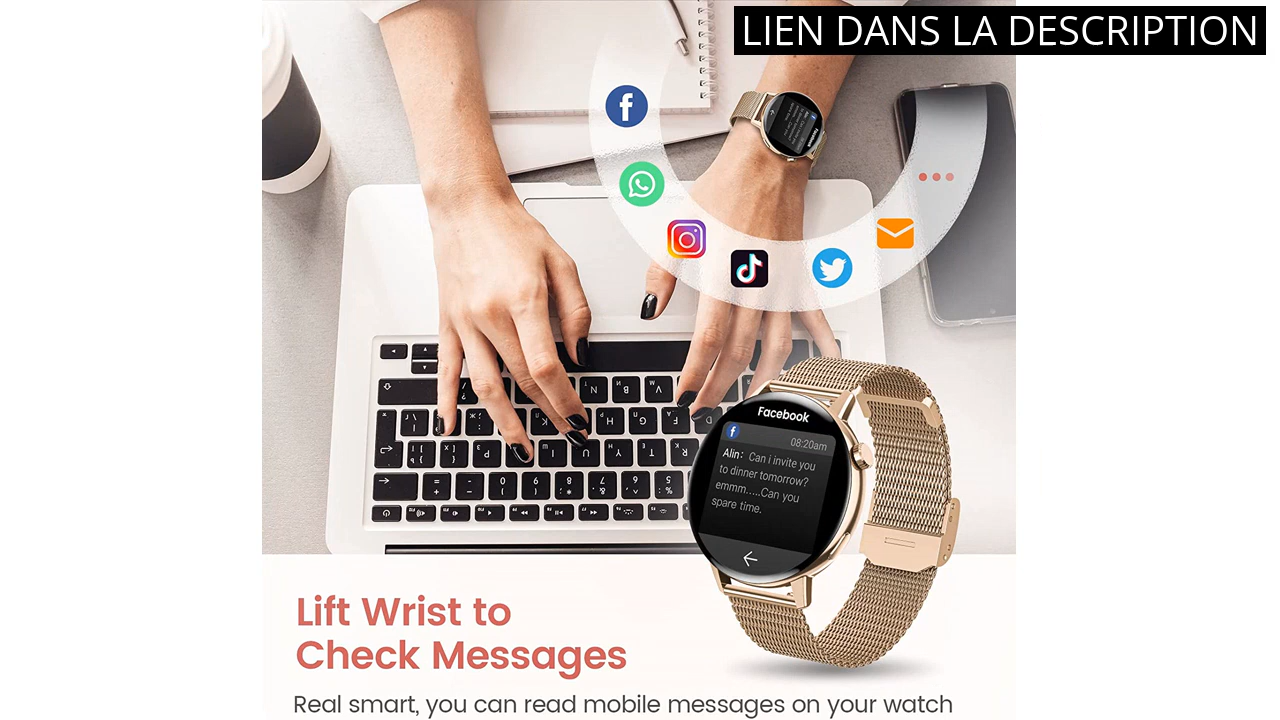 LIEN DANS LA DESCRIPTION
Facebook
08:20am
Alin: Can i invite you
to dinner tomorrow?
emmm.....Can you
spare time.
Lift Wrist to
Check Messages
Real smart, you can read mobile messages on your watch